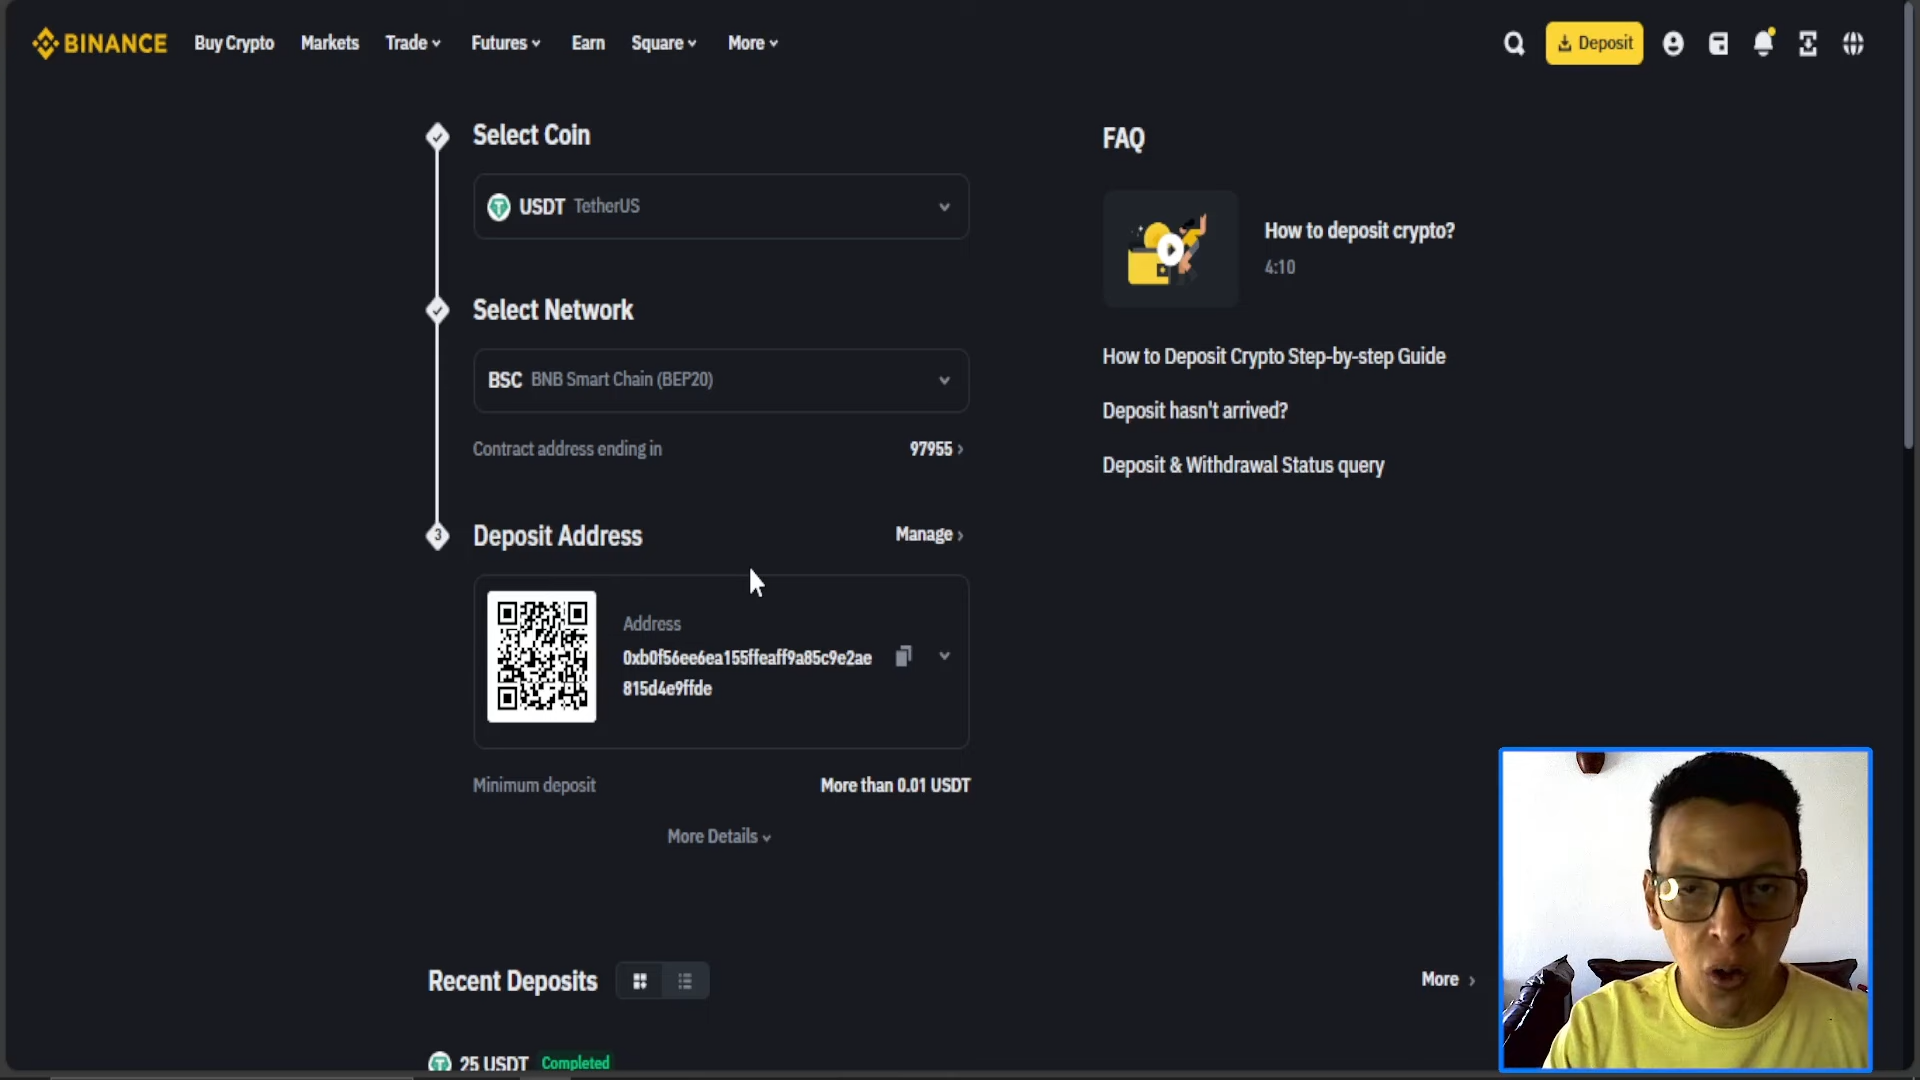 BINANCE
Buy Crypto
Markets
Trade
Futures
Earn
Square
More
Deposit
Select Coin
USDT TetherUS
Select Network
BSC BNB Smart Chain (BEP20)
Contract address ending in
97955
3
Deposit Address
Manage
Address
0xb0f56ee6ea155ffeaff9a85c9e2ae
815d4e9ffde
Minimum deposit
More than 0.01 USDT
More Details
FAQ
How to deposit crypto?
4:10
How to Deposit Crypto Step-by-step Guide
Deposit hasn't arrived?
Deposit & Withdrawal Status query
Recent Deposits
More
25 USDT Completed